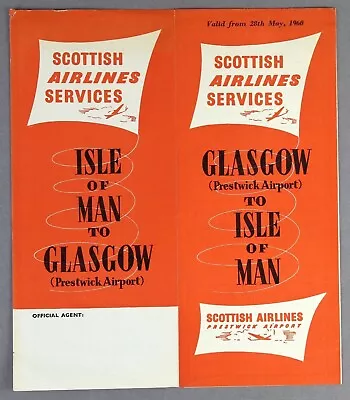 SCOTTISH
AIRLINES
SERVICES
ISLE
OF
MAN
TO
GLASGOW
(Prestwick Airport)
OFFICIAL AGENT:
Valid from 28th May, 1960
SCOTTISH
AIRLINES
SERVICES
GLASGOW
(Prestwick Airport)
TO
ISLE
OF
MAN
SCOTTISH AIRLINES
PRESTWICK AIRPORT